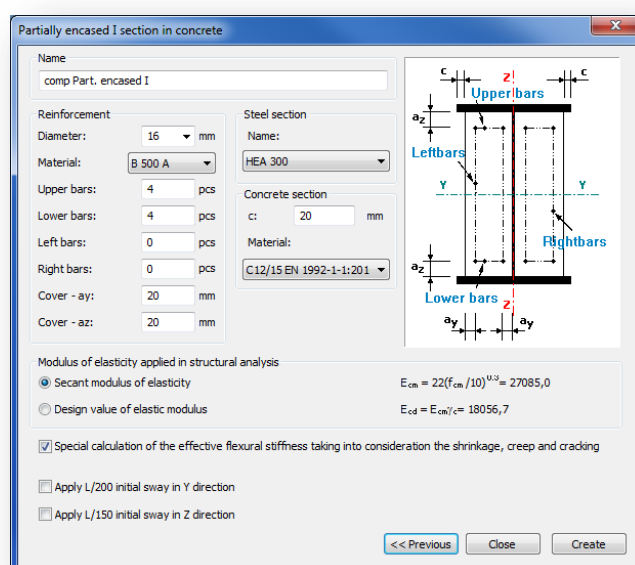 Partially encased I section in concrete
x
Name
comp Part. encased I
Reinforcement
Diameter: 16 mm
Material: B 500 A
Upper bars: 4 pcs
Lower bars: 4 pcs
Left bars: 0 pcs
Right bars: 0 pcs
Cover - ay: 20 mm
Cover - az: 20 mm
Steel section
Name:
HEA 300
Concrete section
c: 20 mm
Material:
C12/15 EN 1992-1-1:201
c Z c
Upper bars
az
Leftbars
Y Y
Rightbars
az
Lower bars
Z
ay ay
Modulus of elasticity applied in structural analysis
Secant modulus of elasticity Ecm = 22(fcm/10)^0.3 = 27085,0
Design value of elastic modulus Ecd = Ecmγc = 18056,7
Special calculation of the effective flexural stiffness taking into consideration the shrinkage, creep and cracking
Apply L/200 initial sway in Y direction
Apply L/150 initial sway in Z direction
<< Previous Close Create